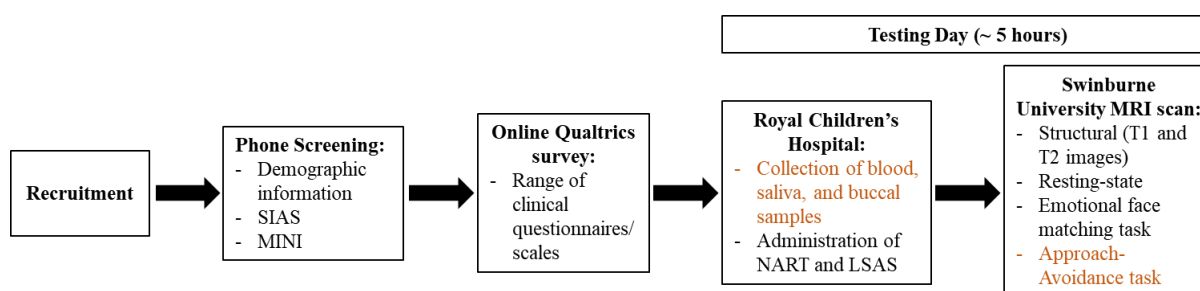 Testing Day (~ 5 hours)
Recruitment
Phone Screening:
- Demographic
information
- SIAS
- MINI
Online Qualtrics
survey:
- Range of
clinical
questionnaires/
scales
Royal Children's
Hospital:
- Collection of blood,
saliva, and buccal
samples
- Administration of
NART and LSAS
Swinburne
University MRI scan:
- Structural (T1 and
T2 images)
- Resting-state
- Emotional face
matching task
- Approach-
Avoidance task